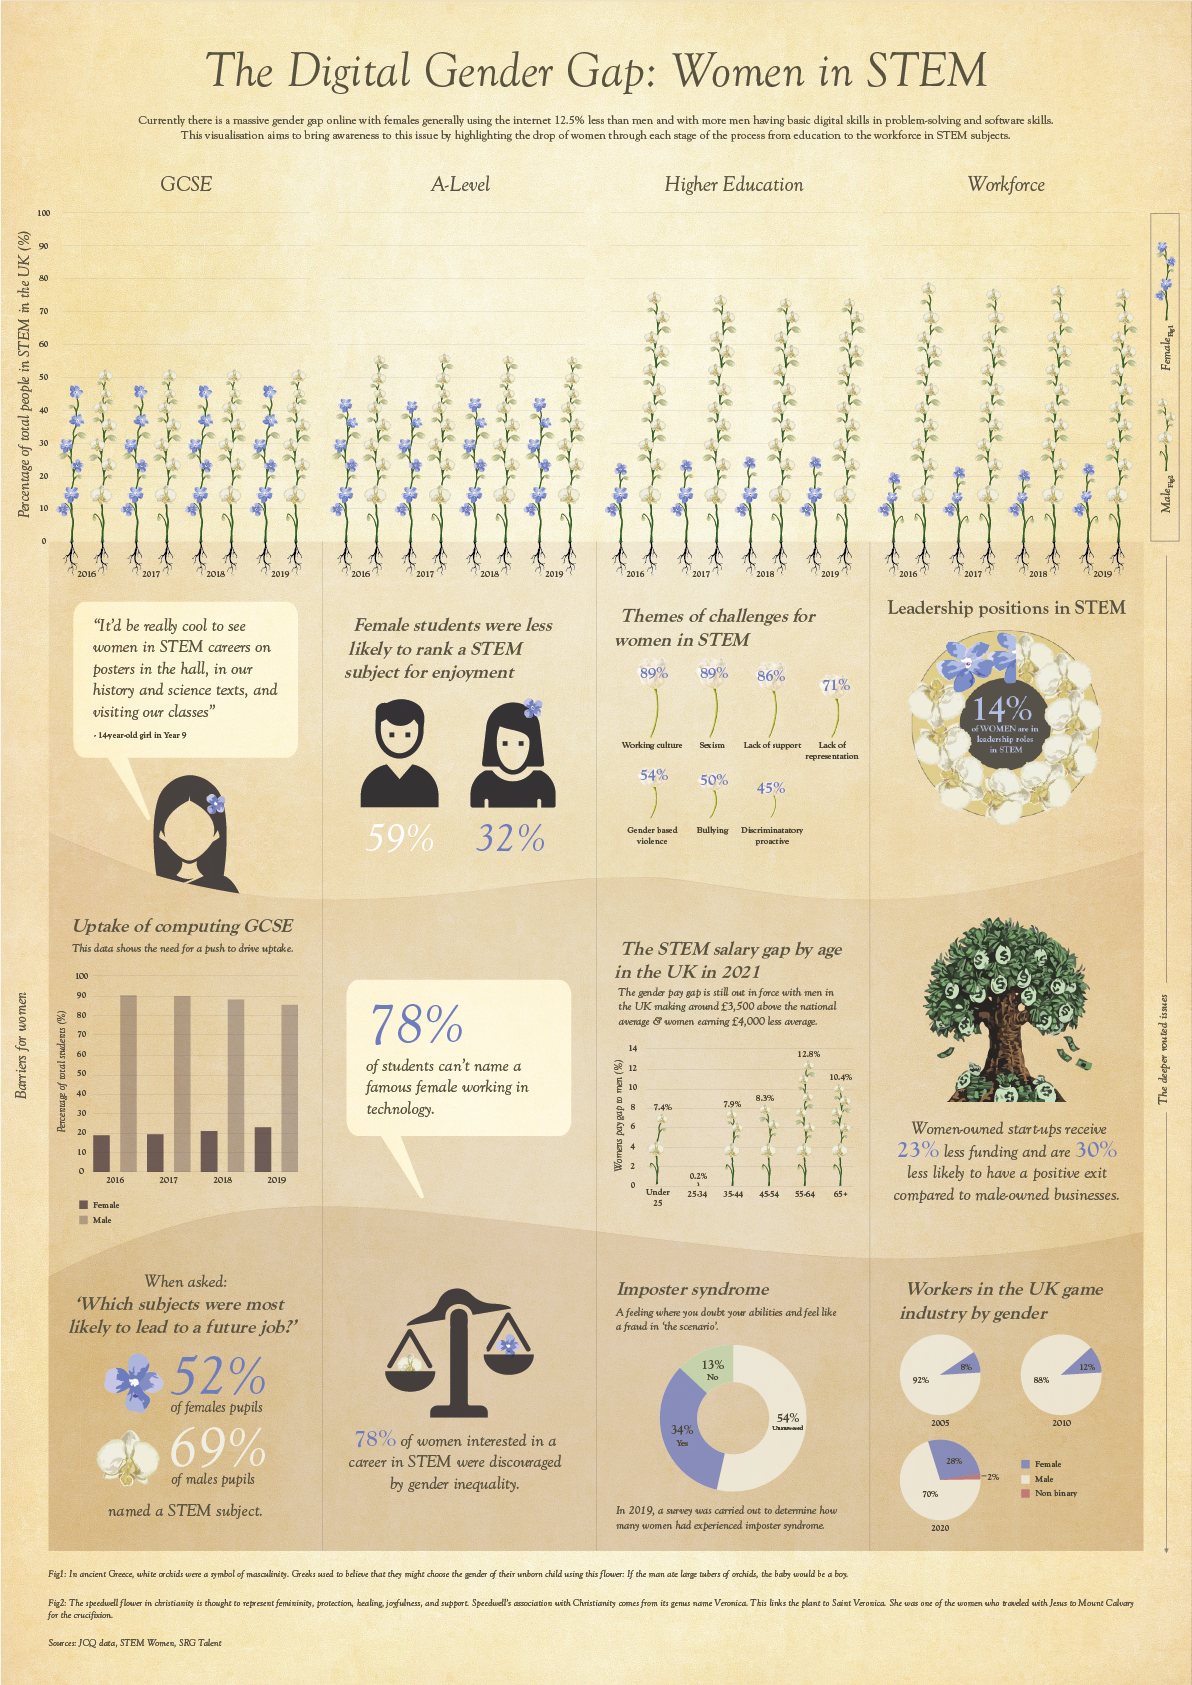 The Digital Gender Gap: Women in STEM
Currently there is a massive gender gap online with females generally using the internet 12.5% less than men and with more men having basic digital skills in problem-solving and software skills.
This visualisation aims to bring awareness to this issue by highlighting the drop of women through each stage of the process from education to the workforce in STEM subjects.
GCSE
A-Level
Higher Education
Workforce
Percentage of total people in STEM in the UK (%)
100
90
80
70
60
50
40
30
20
10
0
2016
2017
2018
2019
2016
2017
2018
2019
2016
2017
2018
2019
2016
2017
2018
2019
Female Fig1
Male Fig2
Barriers for women
The deeper routed issues
"It'd be really cool to see
women in STEM careers on
posters in the hall, in our
history and science texts, and
visiting our classes"
- 14-year-old girl in Year 9
Female students were less
likely to rank a STEM
subject for enjoyment
59%
32%
Themes of challenges for
women in STEM
89%
89%
86%
71%
Working culture
Sexism
Lack of support
Lack of
representation
54%
50%
45%
Gender based
violence
Bullying
Discriminatatory
proactive
Leadership positions in STEM
14%
of WOMEN are in
leadership roles
in STEM
Uptake of computing GCSE
This data shows the need for a push to drive uptake.
Percentage of total students (%)
100
90
80
70
60
50
40
30
20
10
0
2016
2017
2018
2019
Female
Male
78%
of students can't name a
famous female working in
technology.
The STEM salary gap by age
in the UK in 2021
The gender pay gap is still out in force with men in
the UK making around £3,500 above the national
average & women earning £4,000 less average.
Womens pay gap to men (%)
14
12
10
8
6
4
2
0
7.4%
0.2%
7.9%
8.3%
12.8%
10.4%
Under
25
25-34
35-44
45-54
55-64
65+
Women-owned start-ups receive
23% less funding and are 30%
less likely to have a positive exit
compared to male-owned businesses.
When asked:
'Which subjects were most
likely to lead to a future job?'
52%
of females pupils
69%
of males pupils
named a STEM subject.
78% of women interested in a
career in STEM were discouraged
by gender inequality.
Imposter syndrome
A feeling where you doubt your abilities and feel like
a fraud in 'the scenario'.
13%
No
34%
Yes
54%
Unanswered
In 2019, a survey was carried out to determine how
many women had experienced imposter syndrome.
Workers in the UK game
industry by gender
8%
92%
2005
12%
88%
2010
28%
2%
70%
2020
Female
Male
Non binary
Fig1: In ancient Greece, white orchids were a symbol of masculinity. Greeks used to believe that they might choose the gender of their unborn child using this flower: If the man ate large tubers of orchids, the baby would be a boy.
Fig2: The speedwell flower in christianity is thought to represent femininity, protection, healing, joyfulness, and support. Speedwell's association with Christianity comes from its genus name Veronica. This links the plant to Saint Veronica. She was one of the women who traveled with Jesus to Mount Calvary
for the crucifixion.
Sources: JCQ data, STEM Women, SRG Talent